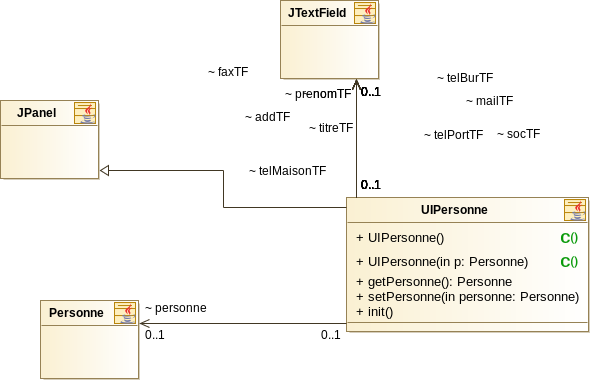 JTextField
~ faxTF
~ telBurTF
~ prenomTF
0..1
~ mailTF
JPanel
~ addTF
~ titreTF
~ telPortTF
~ socTF
~ telMaisonTF
0..1
UIPersonne
+ UIPersonne() C()
+ UIPersonne(in p: Personne) C()
+ getPersonne(): Personne
+ setPersonne(in personne: Personne)
+ init()
Personne
~ personne
0..1
0..1